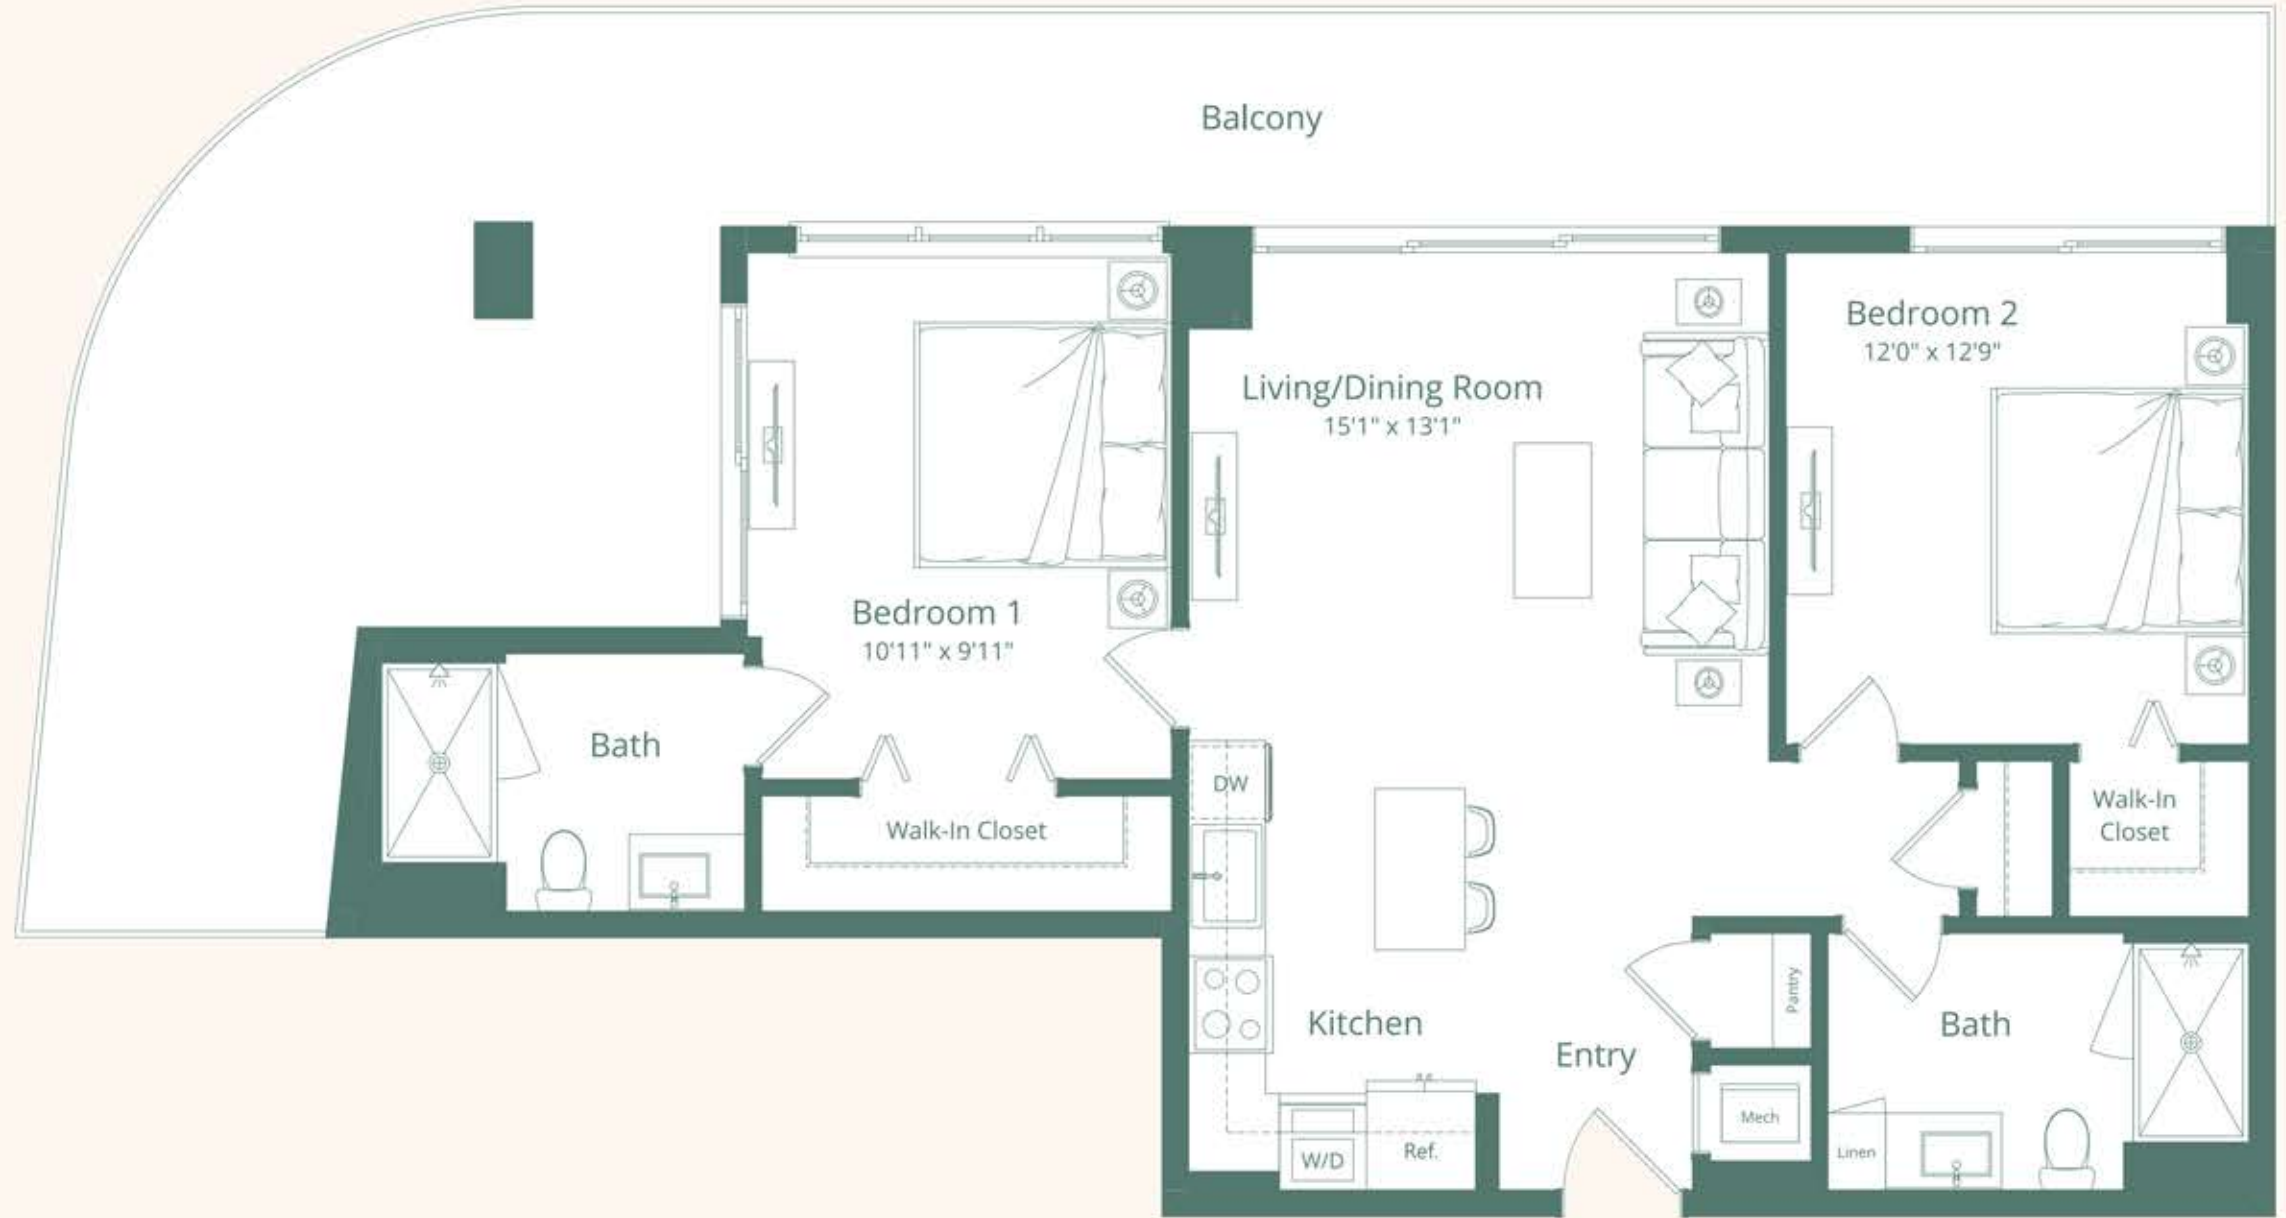 Balcony
Bedroom 2
12'0" x 12'9"
Living/Dining Room
15'1" x 13'1"
Bedroom 1
10'11" x 9'11"
Bath
DW
Walk-In Closet
Walk-In
Closet
Pantry
Kitchen
Entry
Bath
Mech
W/D
Ref.
Linen